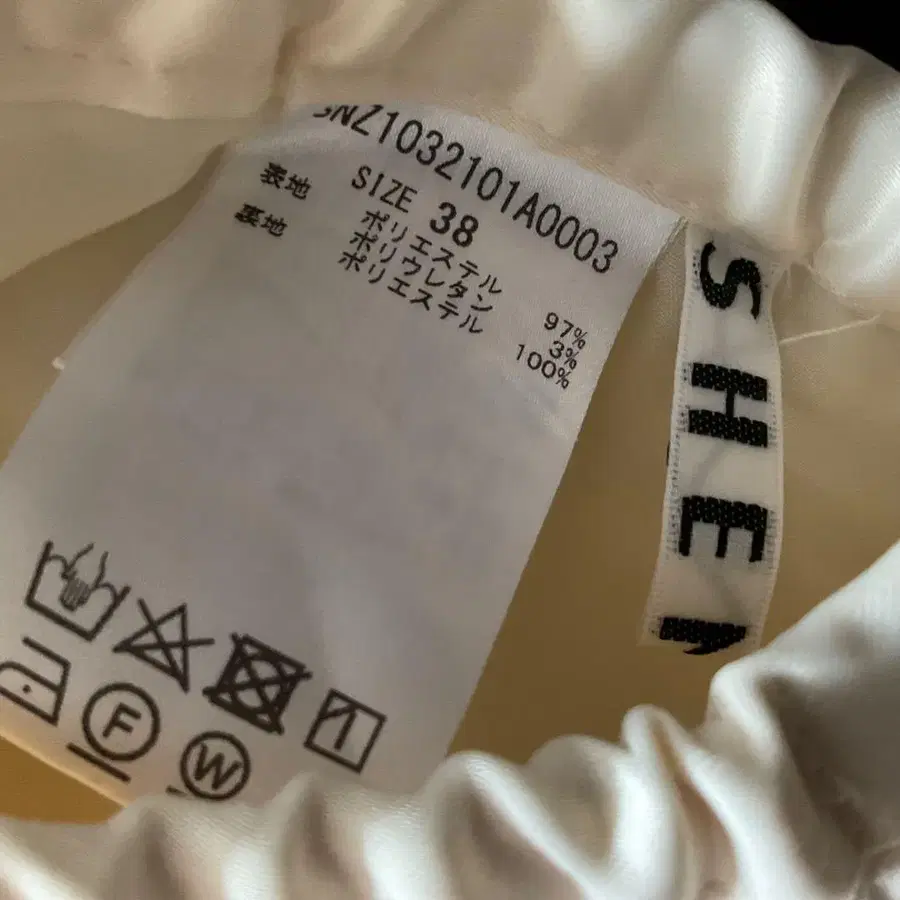 SNZ1032101A0003
SIZE 38
表地 ポリエステル 97%
ポリウレタン 3%
裏地 ポリエステル 100%
F
W
SHE